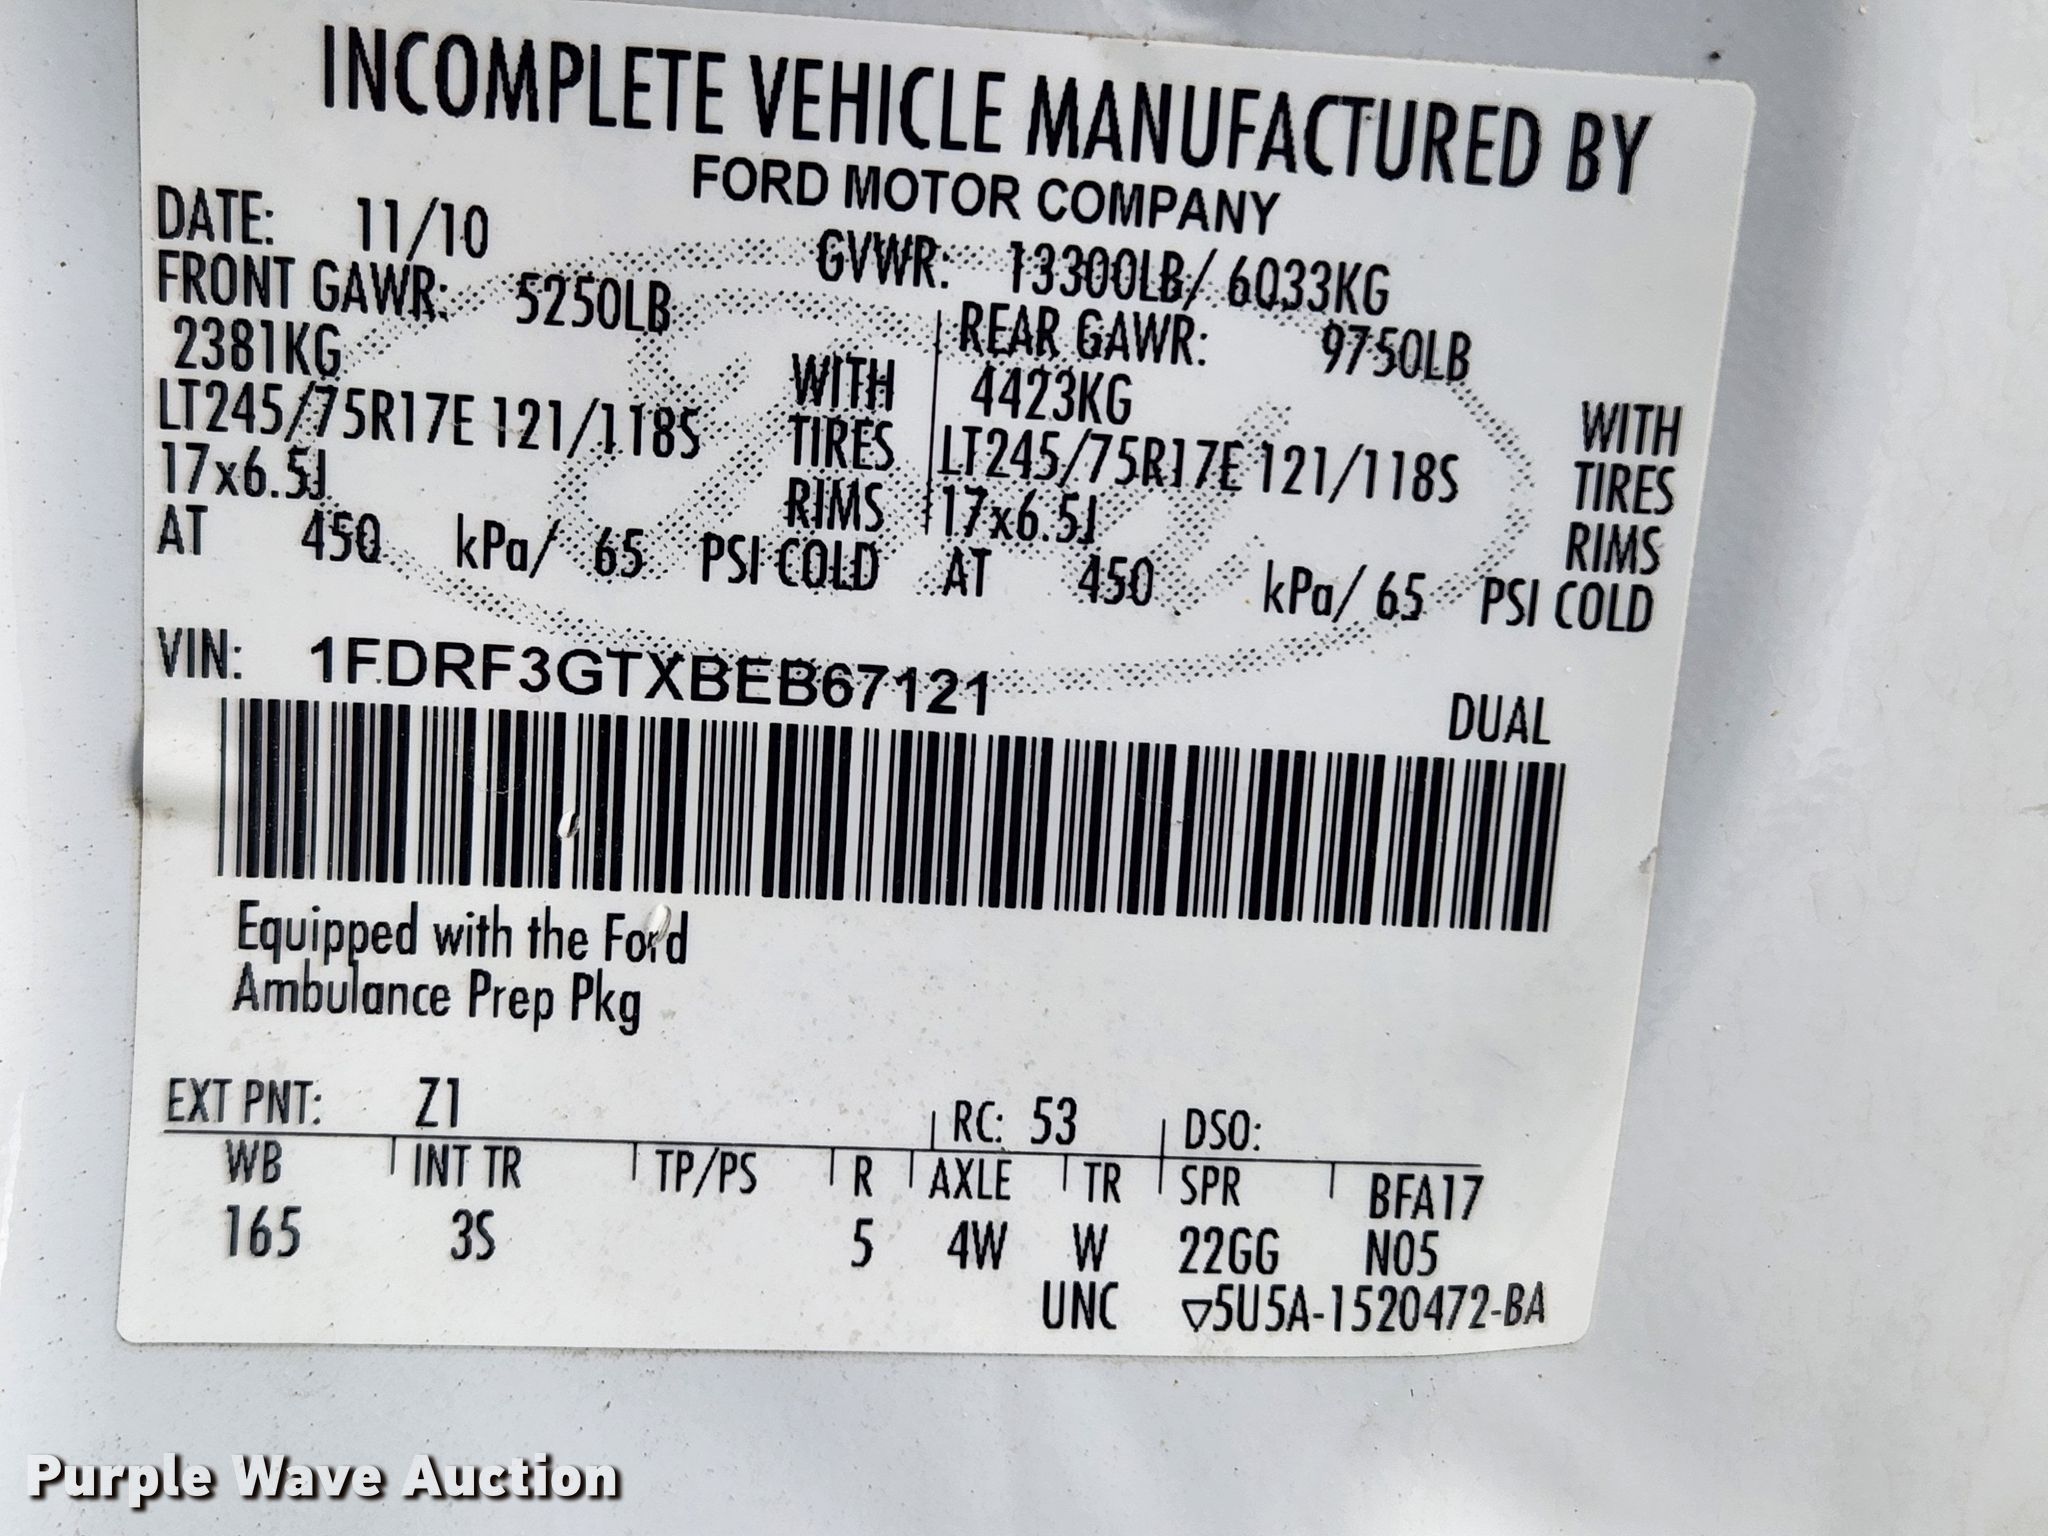 INCOMPLETE VEHICLE MANUFACTURED BY
FORD MOTOR COMPANY
DATE: 11/10 GVWR: 13300LB/ 6033KG
FRONT GAWR: 5250LB REAR GAWR: 9750LB
2381KG WITH 4423KG WITH
LT245/75R17E 121/118S TIRES LT245/75R17E 121/118S TIRES
17x6.5J RIMS 17x6.5J RIMS
AT 450 kPa/ 65 PSI COLD AT 450 kPa/ 65 PSI COLD
VIN: 1FDRF3GTXBEB67121
DUAL
Equipped with the Ford
Ambulance Prep Pkg
EXT PNT: Z1 RC: 53 DSO:
WB INT TR TP/PS R AXLE TR SPR BFA17
165 3S 5 4W W 22GG N05
UNC ▽5U5A-1520472-BA
Purple Wave Auction